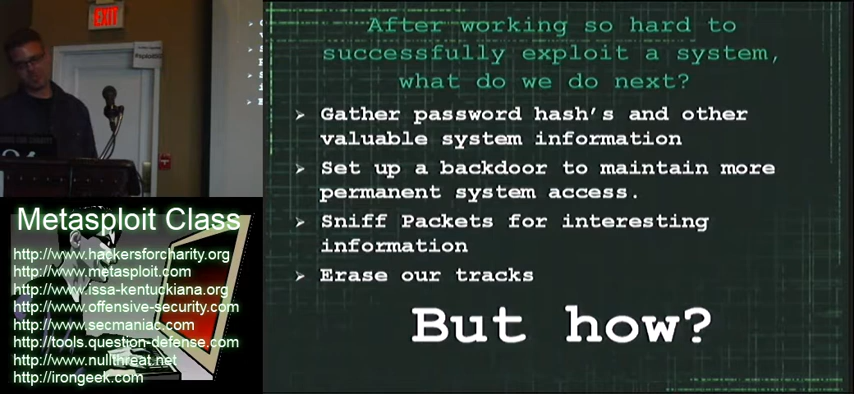 EXIT
After working so hard to
successfully exploit a system,
what do we do next?
➢ Gather password hash's and other
valuable system information
➢ Set up a backdoor to maintain more
permanent system access.
➢ Sniff Packets for interesting
information
➢ Erase our tracks
But how?
Metasploit Class
http://www.hackersforcharity.org
http://www.metasploit.com
http://www.issa-kentuckiana.org
http://www.offensive-security.com
http://www.secmaniac.com
http://tools.question-defense.com
http://www.nullthreat.net
http://irongeek.com